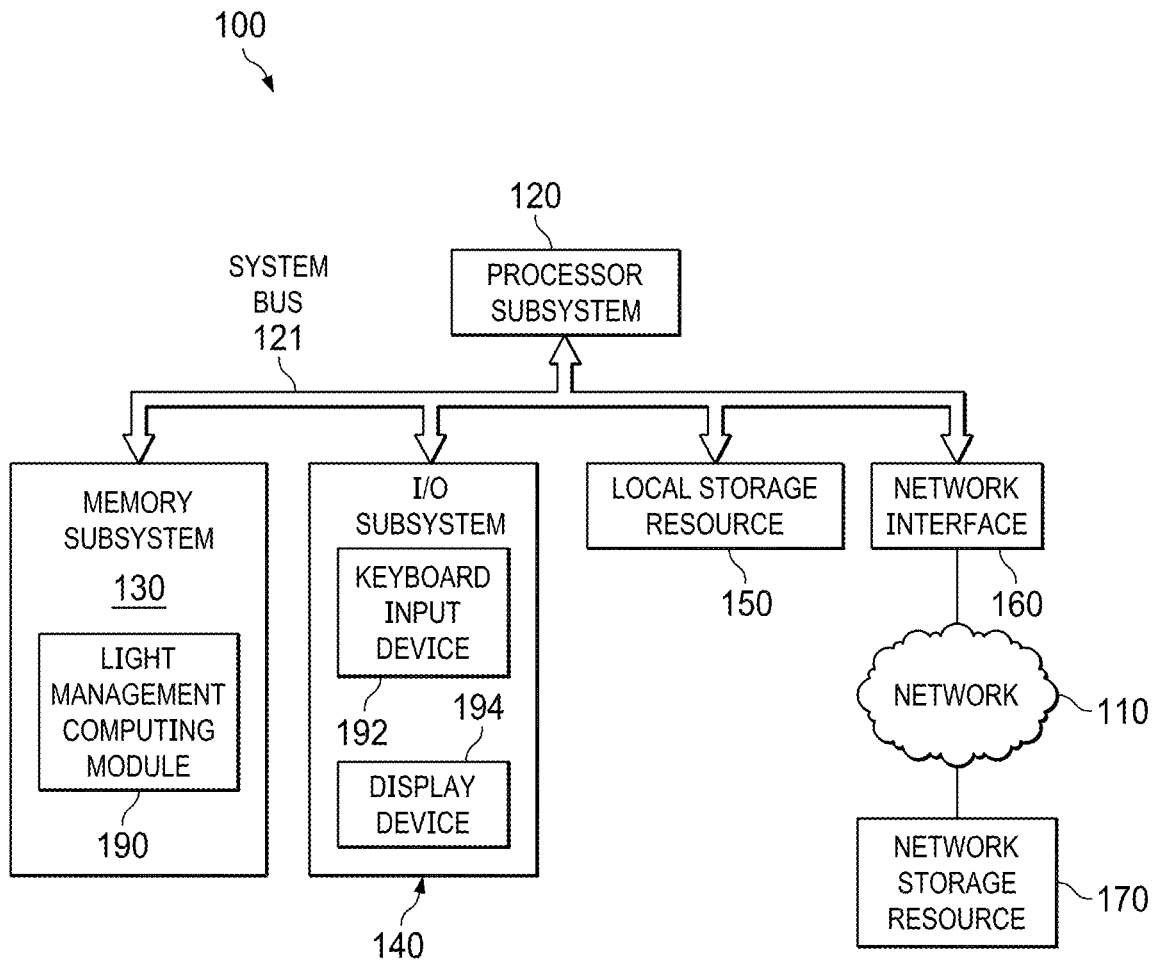 100
120
PROCESSOR
SUBSYSTEM
SYSTEM
BUS
121
MEMORY
SUBSYSTEM
130
LIGHT
MANAGEMENT
COMPUTING
MODULE
190
I/O
SUBSYSTEM
KEYBOARD
INPUT
DEVICE
192
194
DISPLAY
DEVICE
140
LOCAL STORAGE
RESOURCE
150
NETWORK
INTERFACE
160
NETWORK
110
NETWORK
STORAGE
RESOURCE
170